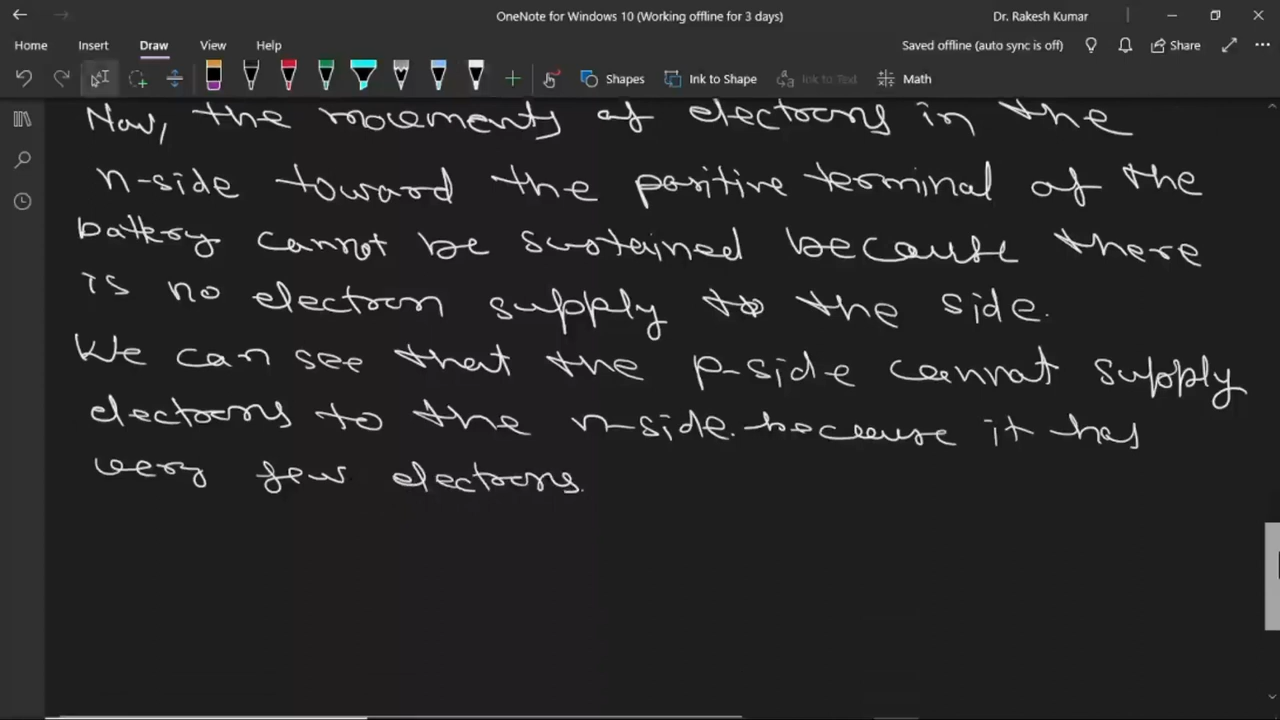 OneNote for Windows 10 (Working offline for 3 days) Dr. Rakesh Kumar
Home Insert Draw View Help Saved offline (auto sync is off) Share
Shapes Ink to Shape Ink to Text Math
Now, the movements of electrons in the
n-side toward the positive terminal of the
battery cannot be sustained because there
is no electron supply to the side.
We can see that the p-side cannot supply
electrons to the n-side. because it has
very few electrons.